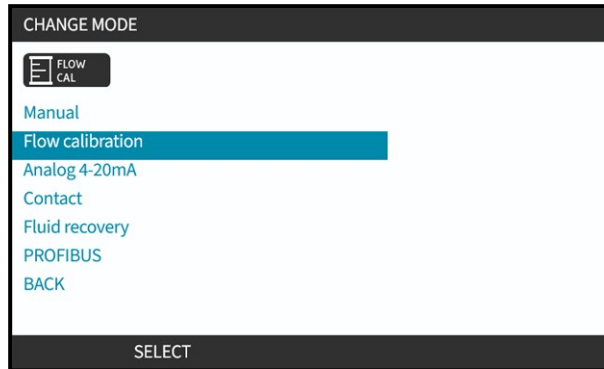 CHANGE MODE
FLOW
CAL
Manual
Flow calibration
Analog 4-20mA
Contact
Fluid recovery
PROFIBUS
BACK
SELECT